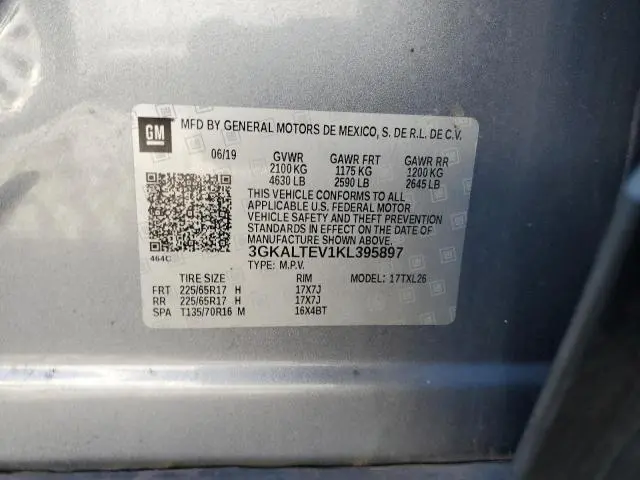 GM MFD BY GENERAL MOTORS DE MEXICO, S. DE R.L. DE C.V.
06/19 GVWR GAWR FRT GAWR RR
2100 KG 1175 KG 1200 KG
4630 LB 2590 LB 2645 LB
THIS VEHICLE CONFORMS TO ALL
APPLICABLE U.S. FEDERAL MOTOR
VEHICLE SAFETY AND THEFT PREVENTION
STANDARDS IN EFFECT ON THE DATE OF
MANUFACTURE SHOWN ABOVE.
464C 3GKALTEV1KL395897
TYPE: M.P.V. MODEL: 17TXL26
TIRE SIZE RIM
FRT 225/65R17 H 17X7J
RR 225/65R17 H 17X7J
SPA T135/70R16 M 16X4BT